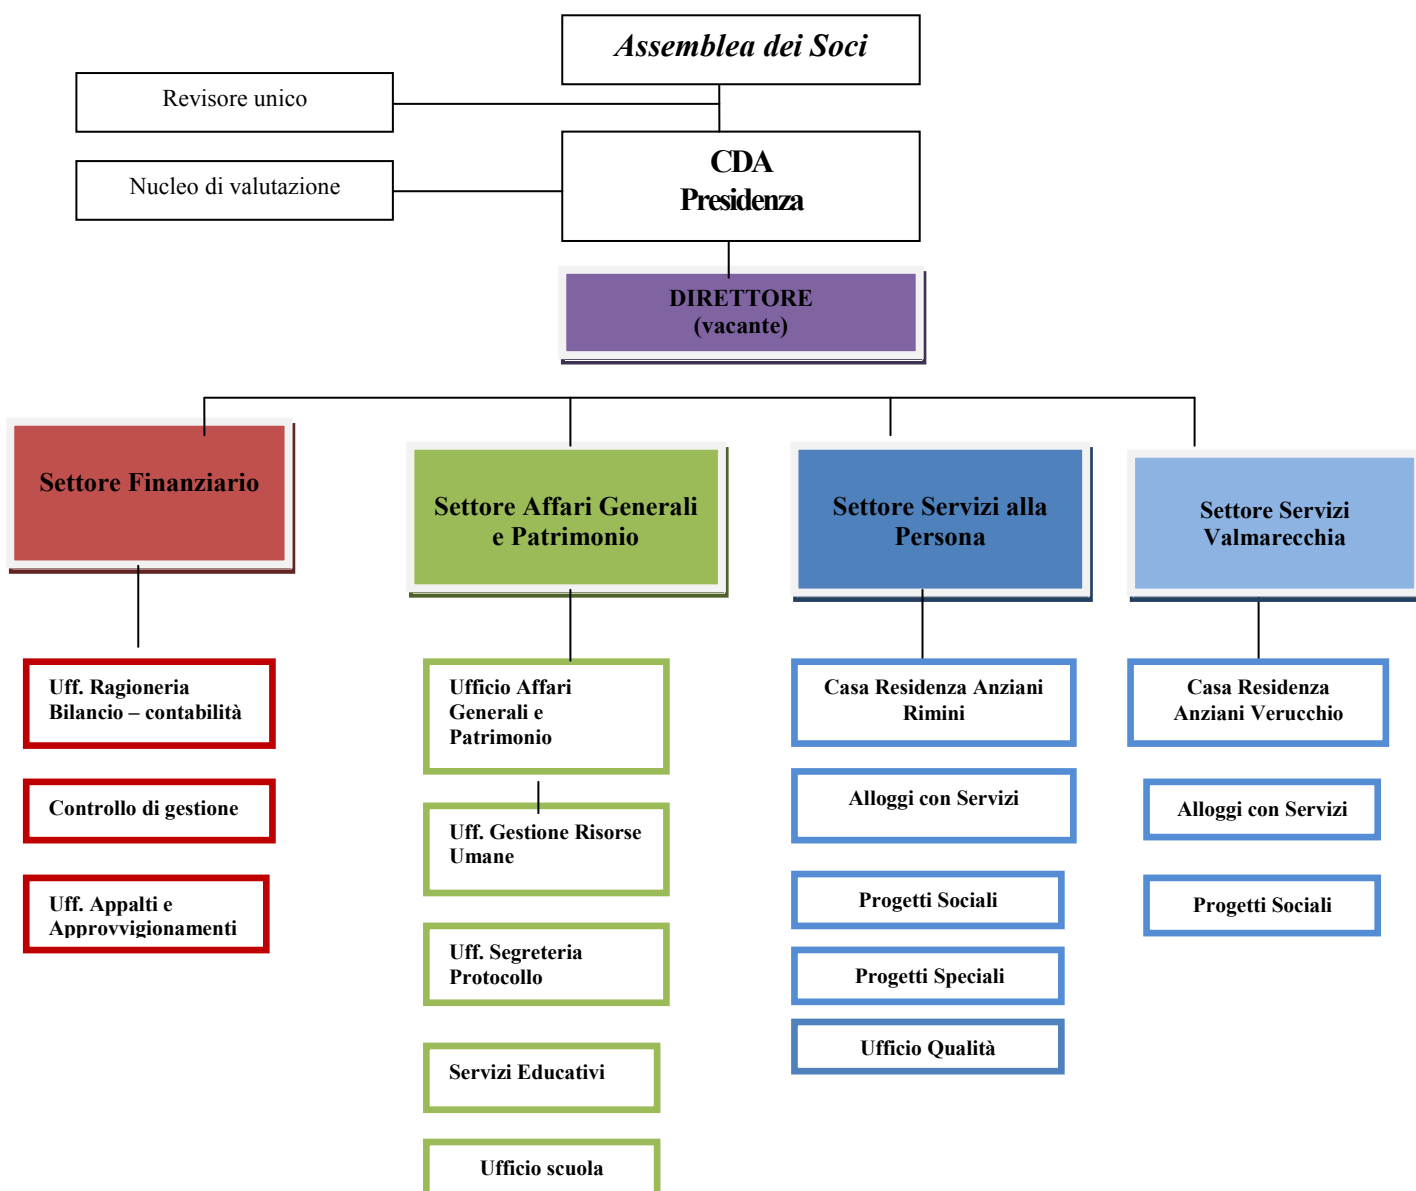 Assemblea dei Soci
Revisore unico
CDA
Presidenza
Nucleo di valutazione
DIRETTORE
(vacante)
Settore Finanziario
Settore Affari Generali
e Patrimonio
Settore Servizi alla
Persona
Settore Servizi
Valmarecchia
Uff. Ragioneria
Bilancio – contabilità
Controllo di gestione
Uff. Appalti e
Approvvigionamenti
Ufficio Affari
Generali e
Patrimonio
Uff. Gestione Risorse
Umane
Uff. Segreteria
Protocollo
Servizi Educativi
Ufficio scuola
Casa Residenza Anziani
Rimini
Alloggi con Servizi
Progetti Sociali
Progetti Speciali
Ufficio Qualità
Casa Residenza
Anziani Verucchio
Alloggi con Servizi
Progetti Sociali